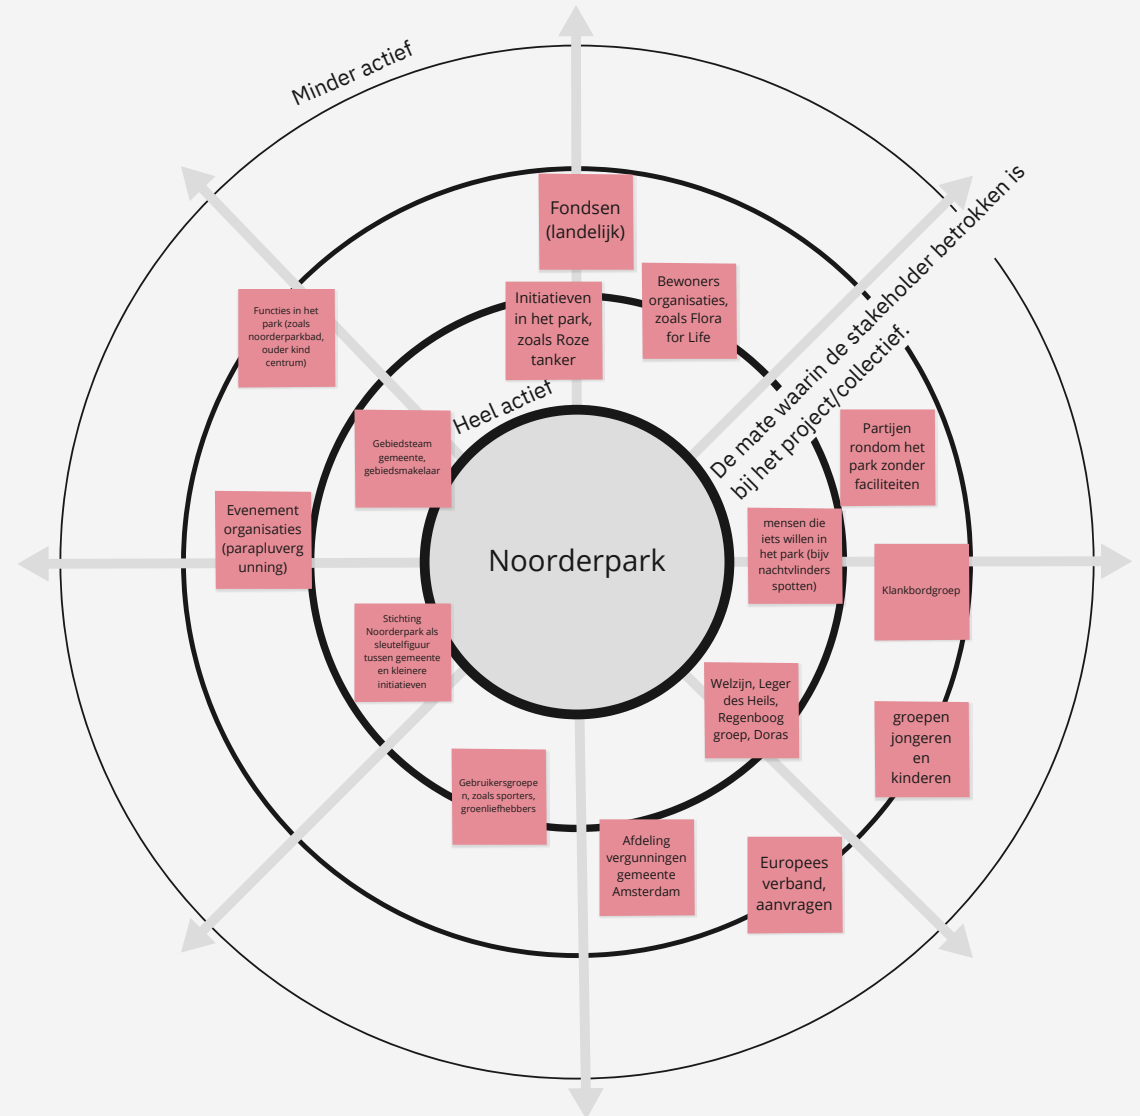 Minder actief
Fondsen
(landelijk)
Bewoners
organisaties,
zoals Flora
for Life
Initiatieven
in het park,
zoals Roze
tanker
Functies in het
park (zoals
noorderparkbad,
ouder kind
centrum)
De mate waarin de stakeholder betrokken is
bij het project/collectief.
Heel actief
Gebiedsteam
gemeente,
gebiedsmakelaar
Partijen
rondom het
park zonder
faciliteiten
Evenement
organisaties
(parapluverg
unning)
Noorderpark
mensen die
iets willen in
het park (bijv
nachtvlinders
spotten)
Klankbordgroep
Stichting
Noorderpark als
sleutelfiguur
tussen gemeente
en kleinere
initiatieven
Welzijn, Leger
des Heils,
Regenboog
groep, Doras
groepen
jongeren
en
kinderen
Gebruikersgroepe
n, zoals sporters,
groenliefhebbers
Afdeling
vergunningen
gemeente
Amsterdam
Europees
verband,
aanvragen